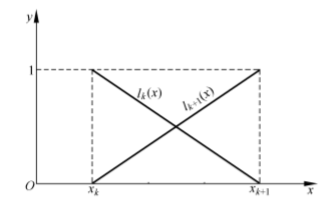 y
1
l_k(x)
l_{k+1}(x)
O
x_k
x_{k+1}
x